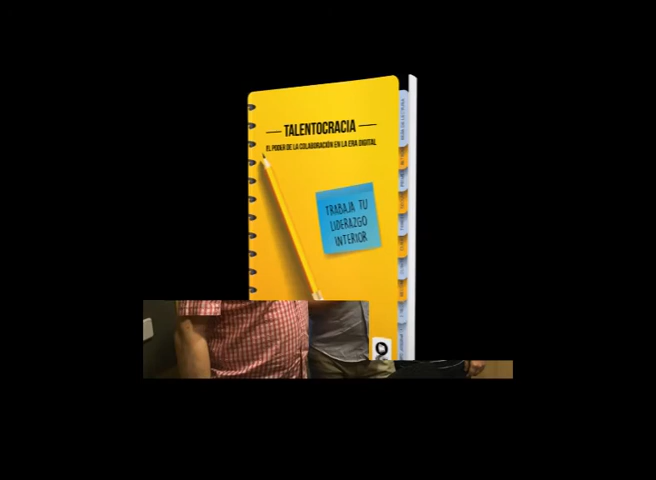 TALENTOCRACIA
EL PODER DE LA COLABORACIÓN EN LA ERA DIGITAL
TRABAJA TU
LIDERAZGO
INTERIOR